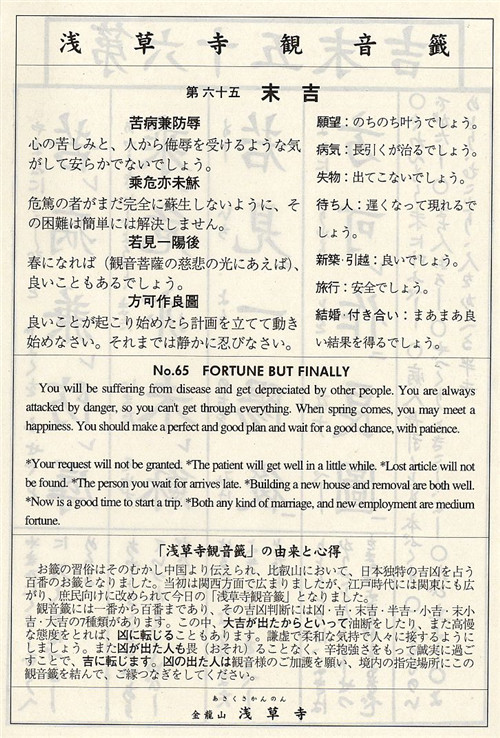 浅草寺観音籤
第六十五 末吉
苦病兼防辱
心の苦しみと、人から侮辱を受けるような気
がして安らかでないでしょう。
乘危亦未穌
危篤の者がまだ完全に蘇生しないように、そ
の困難は簡単には解決しません。
若見一陽後
春になれば（観音菩薩の慈悲の光にあえば）、
良いこともあるでしょう。
方可作良圖
良いことが起こり始めたら計画を立てて動き
始めなさい。それまでは静かに忍びなさい。
願望：のちのち叶うでしょう。
病気：長引くが治るでしょう。
失物：出てこないでしょう。
待ち人：遅くなって現れるで
しょう。
新築・引越：良いでしょう。
旅行：安全でしょう。
結婚・付き合い：まあまあ良
い結果を得るでしょう。
No.65 FORTUNE BUT FINALLY
You will be suffering from disease and get depreciated by other people. You are always
attacked by danger, so you can't get through everything. When spring comes, you may meet a
happiness. You should make a perfect and good plan and wait for a good chance, with patience.
*Your request will not be granted. *The patient will get well in a little while. *Lost article will not
be found. *The person you wait for arrives late. *Building a new house and removal are both well.
*Now is a good time to start a trip. *Both any kind of marriage, and new employment are medium
fortune.
「浅草寺観音籤」の由来と心得
お籤の習俗はそのむかし中国より伝えられ、比叡山において、日本独特の吉凶を占う
百番のお籤となりました。当初は関西方面で広まりましたが、江戸時代には関東にも広
がり、庶民向けに改められて今日の「浅草寺観音籤」となりました。
観音籤には一番から百番まであり、その吉凶判断には凶・吉・末吉・半吉・小吉・末小
吉・大吉の7種類があります。この中、大吉が出たからといって油断をしたり、また高慢
な態度をとれば、凶に転じることもあります。謙虚で柔和な気持で人々に接するように
しましょう。また凶が出た人も畏（おそれ）ることなく、辛抱強さをもって誠実に過ご
すことで、吉に転じます。凶の出た人は観音様のご加護を願い、境内の指定場所にこの
観音籤を結んで、ご縁つなぎをしてください。
あさくさかんのん
金龍山 浅草寺